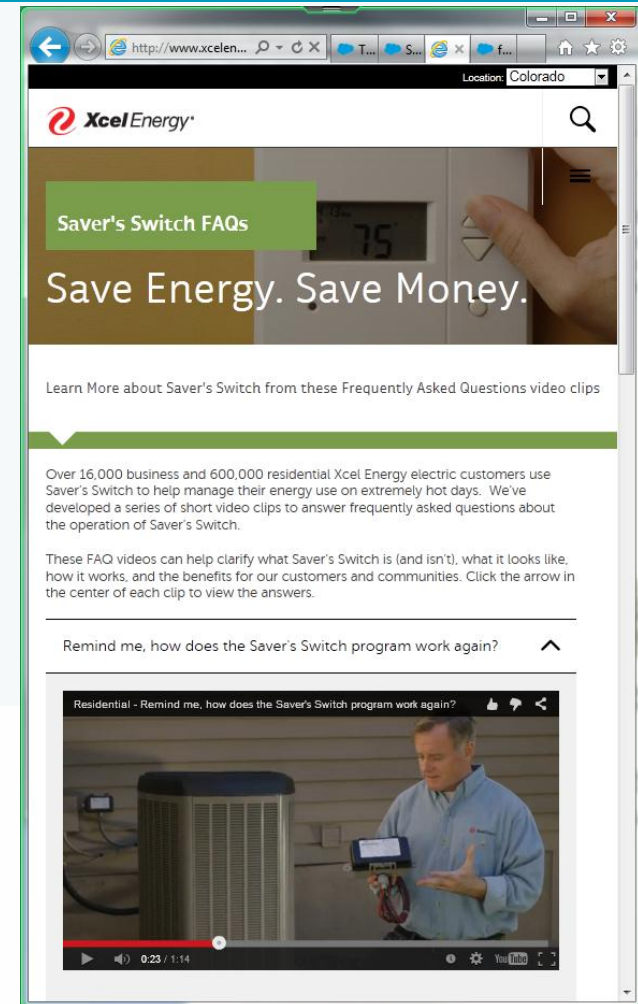 http://www.xcelen...
T...
S...
f...
Location: Colorado
Xcel Energy
Saver's Switch FAQs
75
Save Energy. Save Money.
Learn More about Saver's Switch from these Frequently Asked Questions video clips
Over 16,000 business and 600,000 residential Xcel Energy electric customers use
Saver's Switch to help manage their energy use on extremely hot days. We've
developed a series of short video clips to answer frequently asked questions about
the operation of Saver's Switch.
These FAQ videos can help clarify what Saver's Switch is (and isn't), what it looks like,
how it works, and the benefits for our customers and communities. Click the arrow in
the center of each clip to view the answers.
Remind me, how does the Saver's Switch program work again?
Residential - Remind me, how does the Saver's Switch program work again?
0:23 / 1:14
YouTube